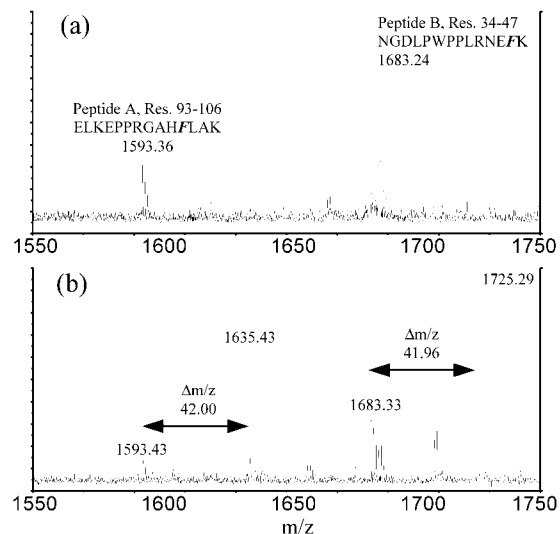 (a)
Peptide B, Res. 34-47
NGDLPWPPLRNEFK
1683.24
Peptide A, Res. 93-106
ELKEPPRGAHFLAK
1593.36
1550 1600 1650 1700 1750
(b)
1725.29
1635.43
Δm/z
41.96
Δm/z
42.00
1683.33
1593.43
1550 1600 1650 1700 1750
m/z